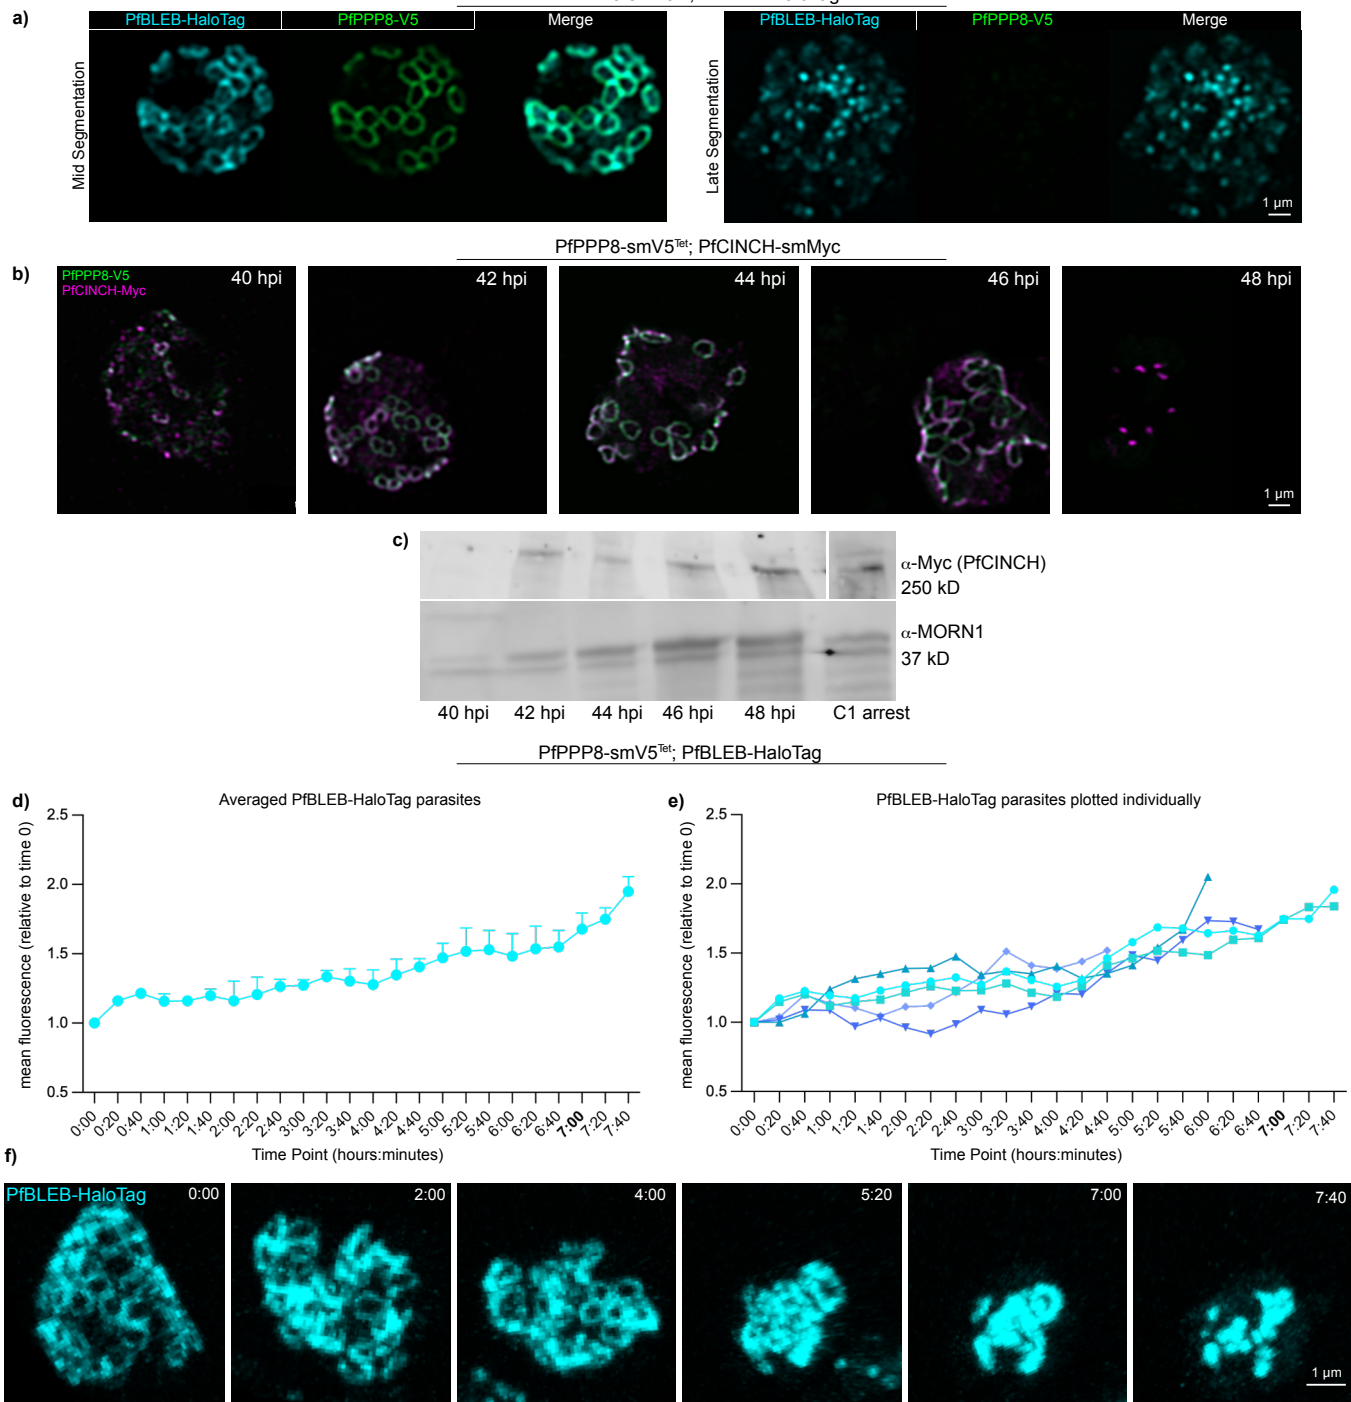 a)
PfBLEB-HaloTag PfPPP8-V5 Merge
Mid Segmentation
PfBLEB-HaloTag PfPPP8-V5 Merge
Late Segmentation
1 µm
PfPPP8-smV5Tet; PfCINCH-smMyc
b)
PfPPP8-V5
PfCINCH-Myc
40 hpi
42 hpi
44 hpi
46 hpi
48 hpi
1 µm
c)
α-Myc (PfCINCH)
250 kD
α-MORN1
37 kD
40 hpi 42 hpi 44 hpi 46 hpi 48 hpi C1 arrest
PfPPP8-smV5Tet; PfBLEB-HaloTag
d)
Averaged PfBLEB-HaloTag parasites
mean fluorescence (relative to time 0)
2.5
2.0
1.5
1.0
0.5
0:00 0:20 0:40 1:00 1:20 1:40 2:00 2:20 2:40 3:00 3:20 3:40 4:00 4:20 4:40 5:00 5:20 5:40 6:00 6:20 6:40 7:00 7:20 7:40
Time Point (hours:minutes)
e)
PfBLEB-HaloTag parasites plotted individually
mean fluorescence (relative to time 0)
2.5
2.0
1.5
1.0
0.5
0:00 0:20 0:40 1:00 1:20 1:40 2:00 2:20 2:40 3:00 3:20 3:40 4:00 4:20 4:40 5:00 5:20 5:40 6:00 6:20 6:40 7:00 7:20 7:40
Time Point (hours:minutes)
f)
PfBLEB-HaloTag
0:00
2:00
4:00
5:20
7:00
7:40
1 µm